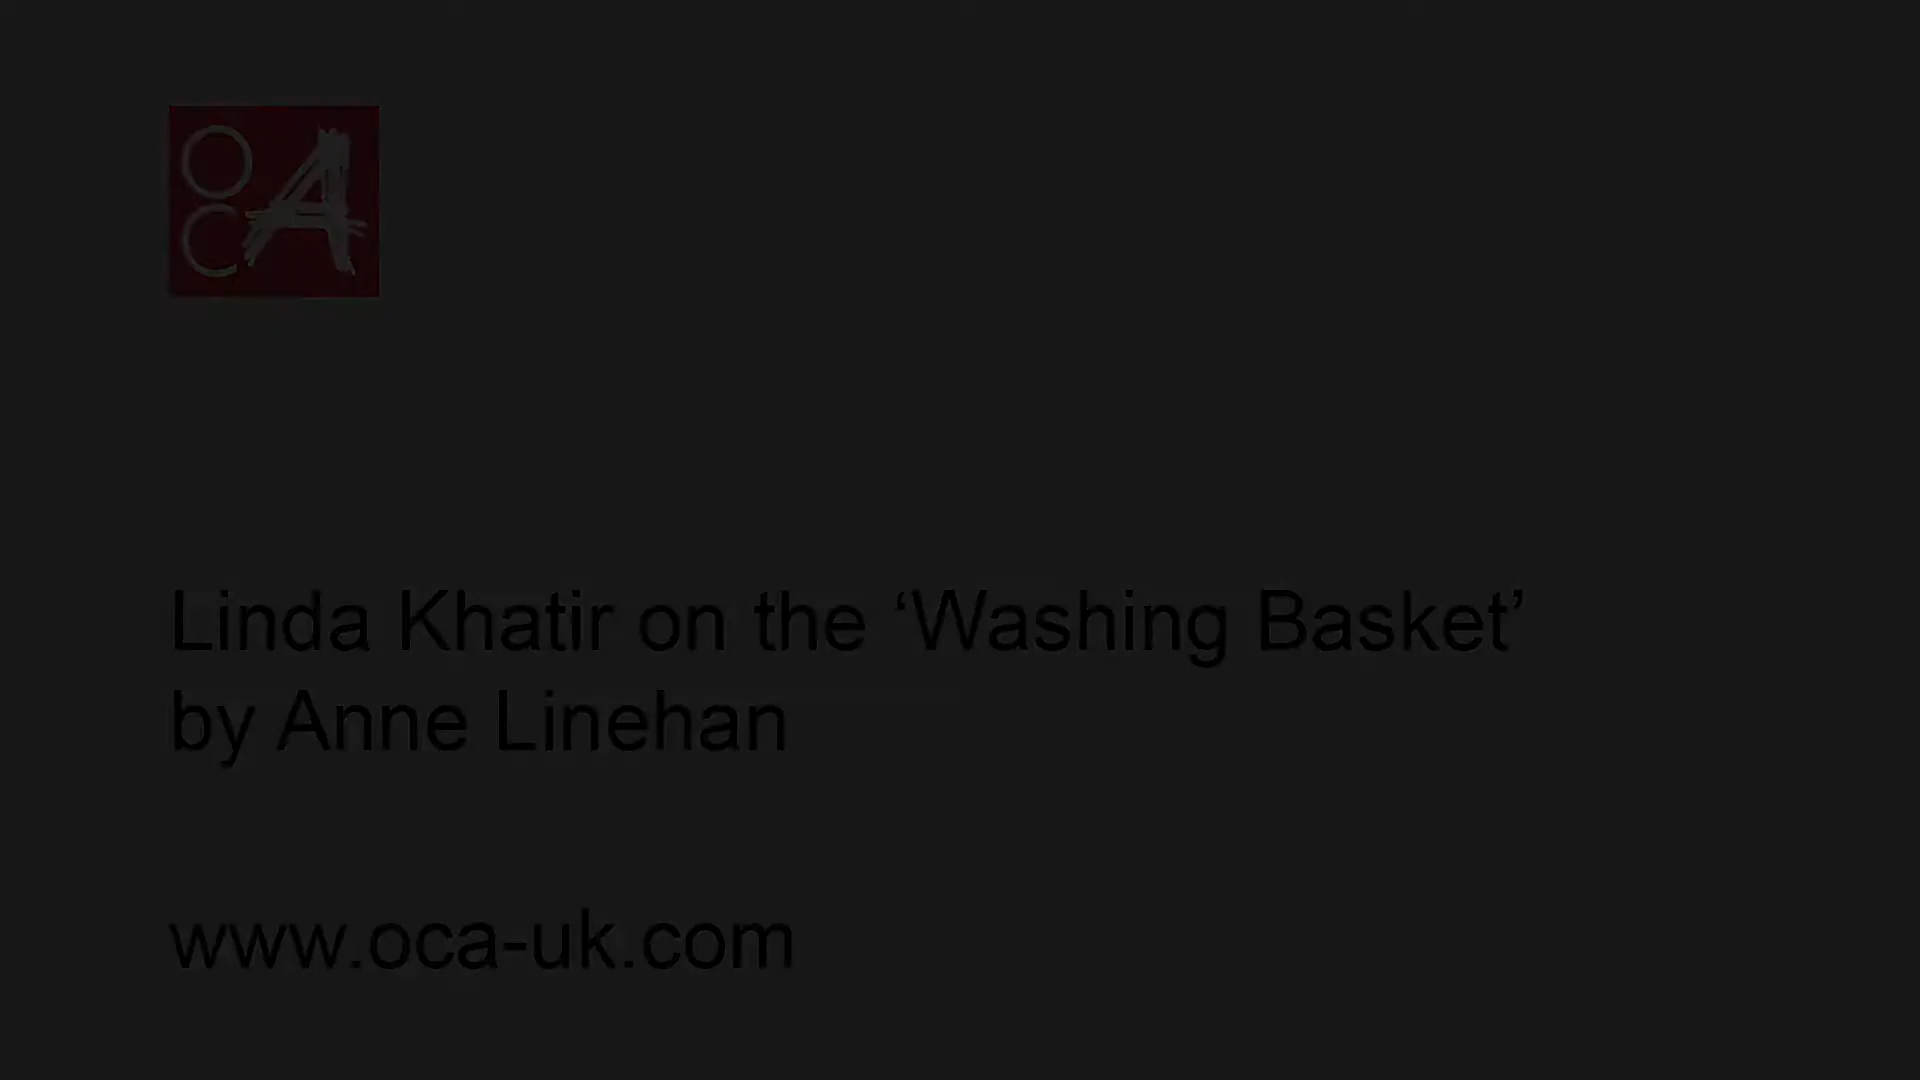 OCA
Linda Khatir on the ‘Washing Basket’
by Anne Linehan
www.oca-uk.com